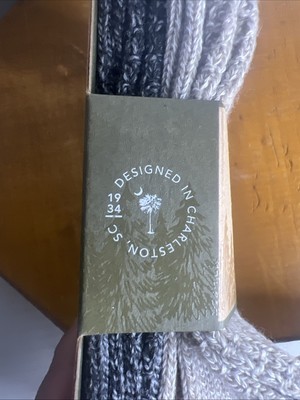 DESIGNED IN CHARLESTON, SC
19
34